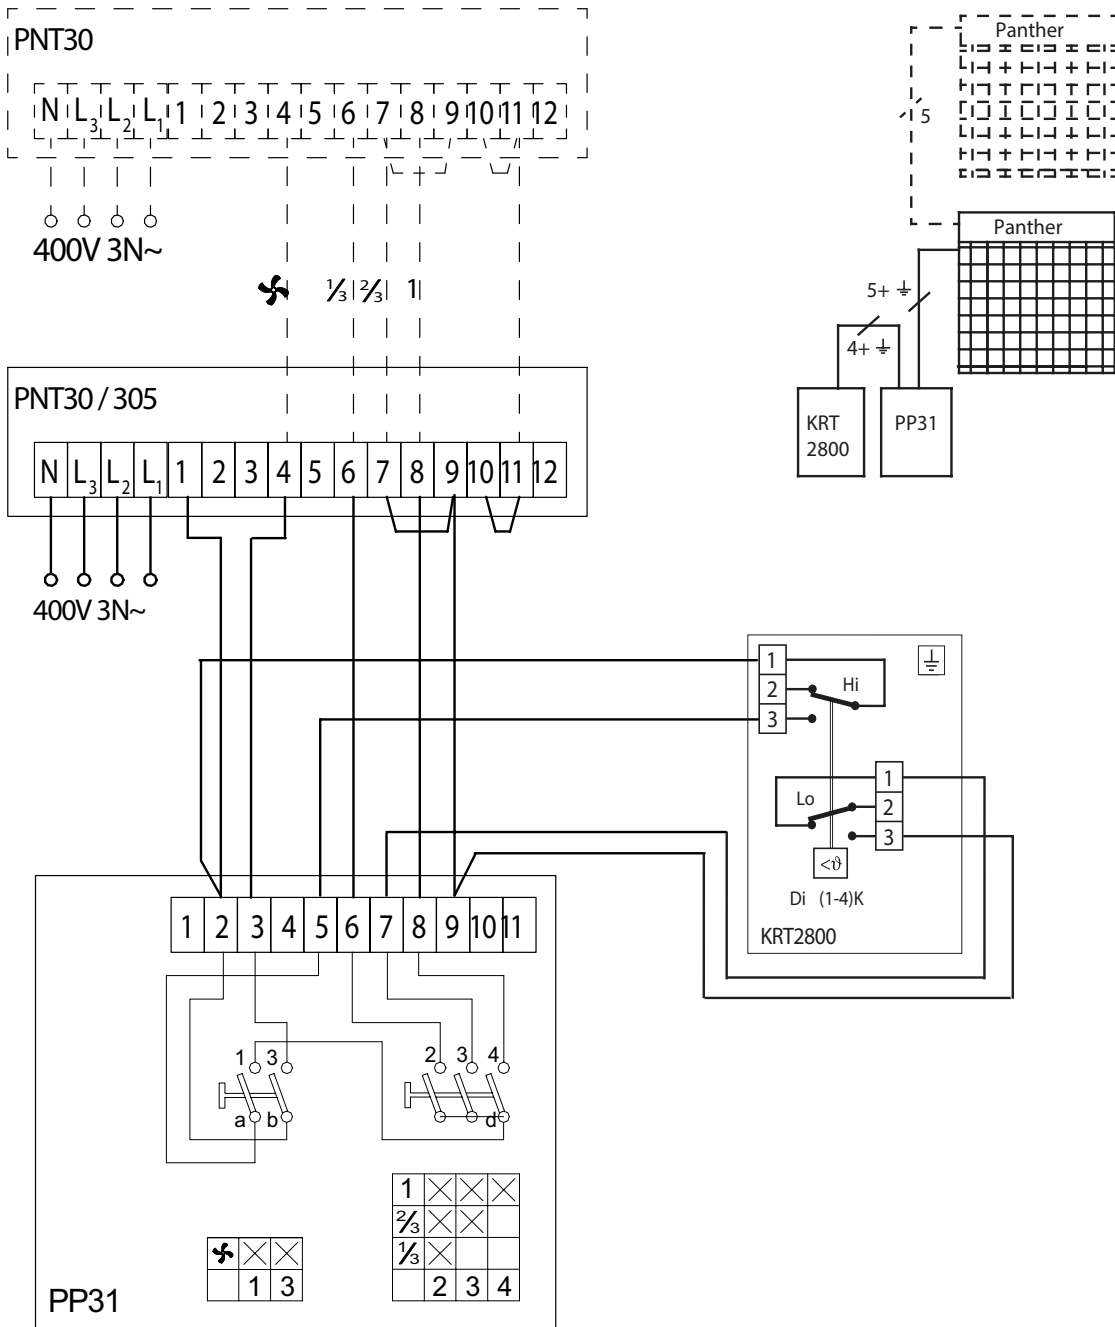 PNT30
N L3 L2 L1 1 2 3 4 5 6 7 8 9 10 11 12
400V 3N~
⅓ ⅔ 1
Panther
5
Panther
5+ ⏚
4+ ⏚
KRT
2800
PP31
PNT30 / 305
N L3 L2 L1 1 2 3 4 5 6 7 8 9 10 11 12
400V 3N~
1
2
3
Hi
1
2
3
Lo
<ϑ
Di (1-4)K
KRT2800
1 2 3 4 5 6 7 8 9 10 11
1 3
a b
2 3 4
d
1
⅔
⅓
2 3 4
1 3
PP31